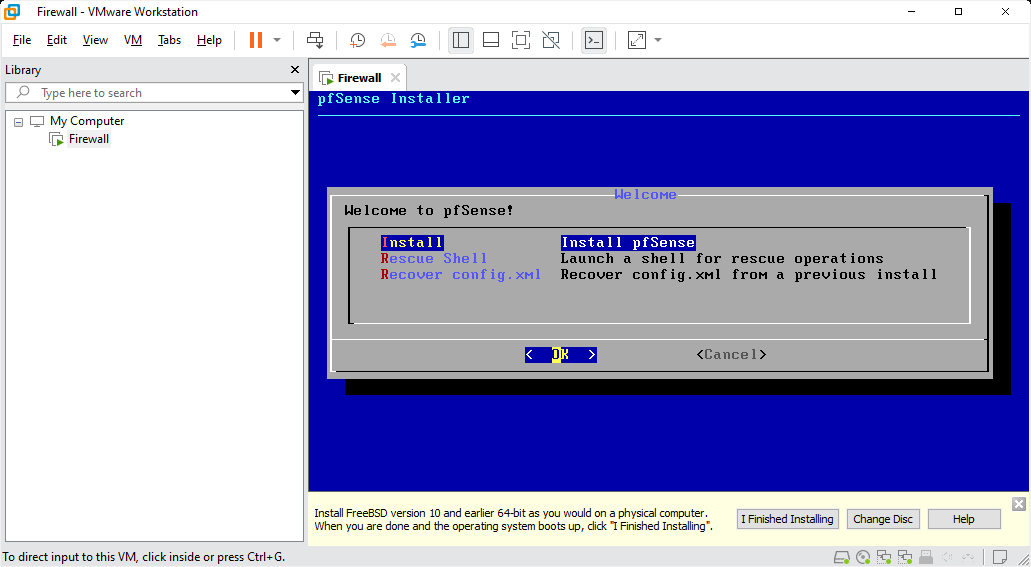 Firewall - VMware Workstation
File Edit View VM Tabs Help
Library
Type here to search
My Computer
Firewall
Firewall
pfSense Installer
Welcome
Welcome to pfSense!
Install Install pfSense
Rescue Shell Launch a shell for rescue operations
Recover config.xml Recover config.xml from a previous install
< OK > <Cancel>
Install FreeBSD version 10 and earlier 64-bit as you would on a physical computer.
When you are done and the operating system boots up, click "I Finished Installing".
I Finished Installing Change Disc Help
To direct input to this VM, click inside or press Ctrl+G.